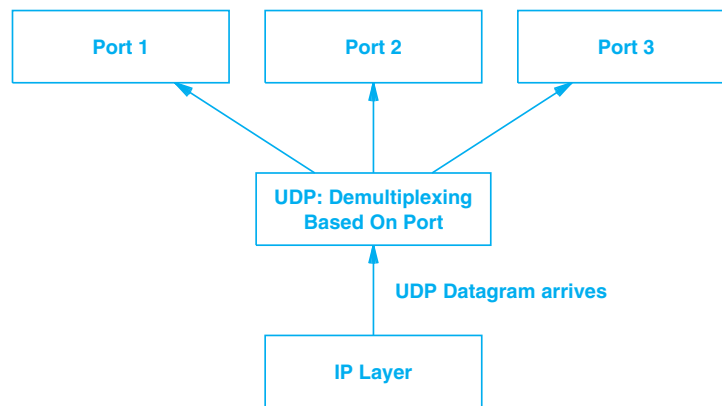 Port 1
Port 2
Port 3
UDP: Demultiplexing
Based On Port
UDP Datagram arrives
IP Layer